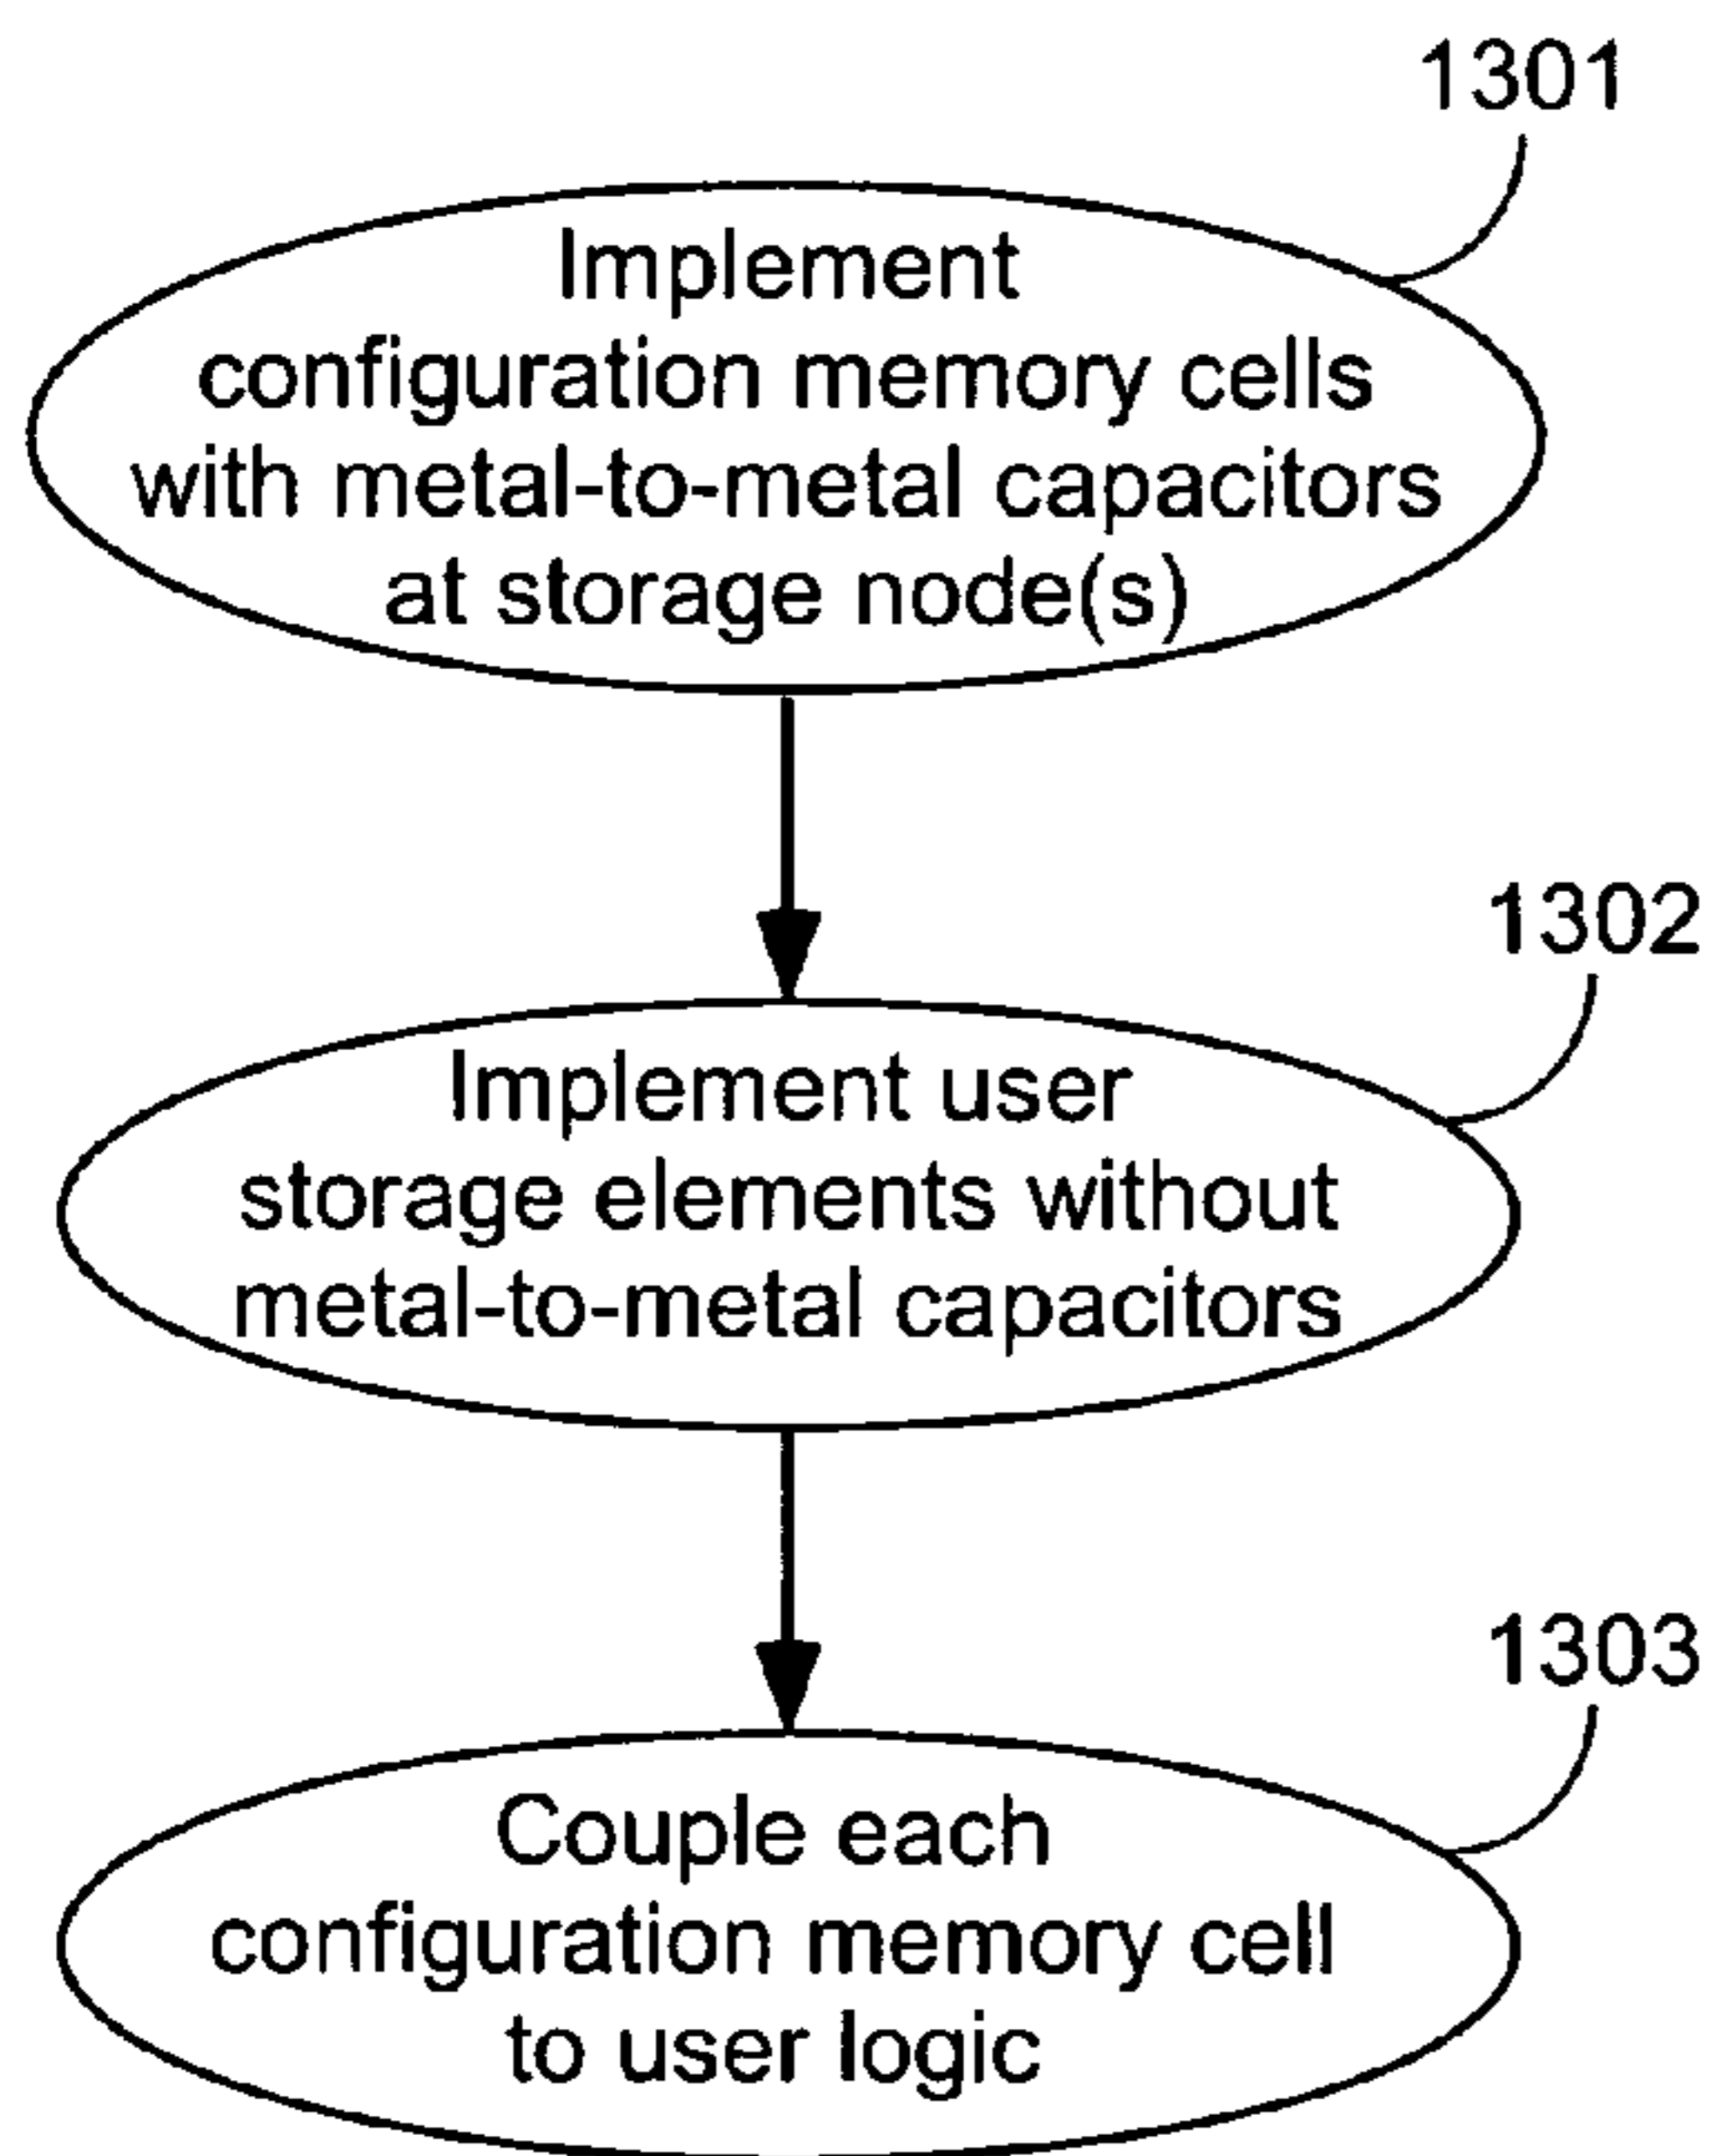 1301
Implement
configuration memory cells
with metal-to-metal capacitors
at storage node(s)
1302
Implement user
storage elements without
metal-to-metal capacitors
1303
Couple each
configuration memory cell
to user logic